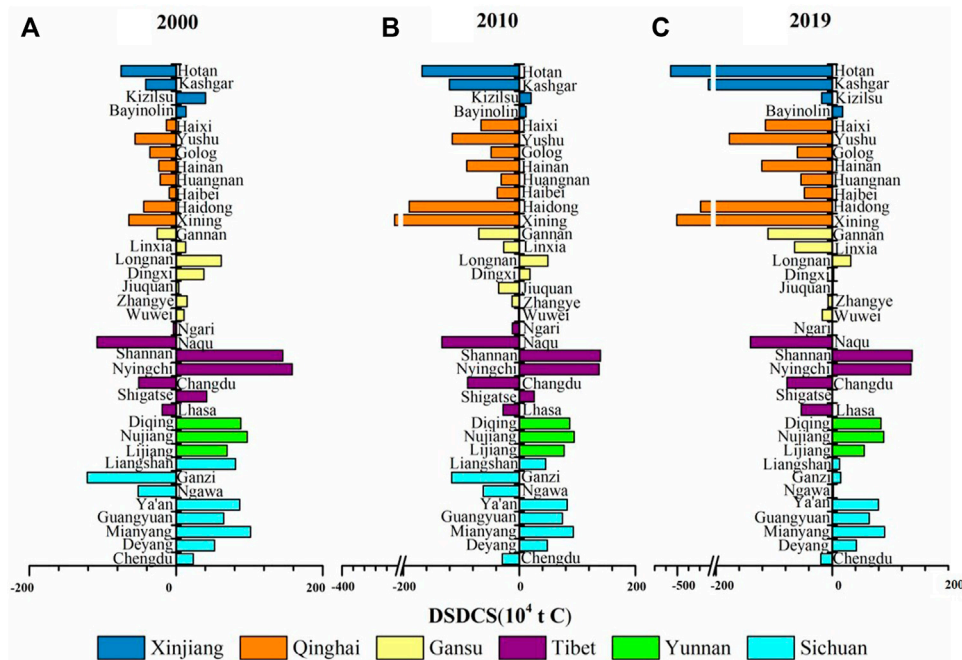 A 2000 B 2010 C 2019
Hotan Hotan Hotan
Kashgar Kashgar Kashgar
Kizilsu Kizilsu Kizilsu
Bayinolin Bayinolin Bayinolin
Haixi Haixi Haixi
Yushu Yushu Yushu
Golog Golog Golog
Hainan Hainan Hainan
Huangnan Huangnan Huangnan
Haibei Haibei Haibei
Haidong Haidong Haidong
Xining Xining Xining
Gannan Gannan Gannan
Linxia Linxia Linxia
Longnan Longnan Longnan
Dingxi Dingxi Dingxi
Jiuquan Jiuquan Jiuquan
Zhangye Zhangye Zhangye
Wuwei Wuwei Wuwei
Ngari Ngari Ngari
Naqu Naqu Naqu
Shannan Shannan Shannan
Nyingchi Nyingchi Nyingchi
Changdu Changdu Changdu
Shigatse Shigatse Shigatse
Lhasa Lhasa Lhasa
Diqing Diqing Diqing
Nujiang Nujiang Nujiang
Lijiang Lijiang Lijiang
Liangshan Liangshan Liangshan
Ganzi Ganzi Ganzi
Ngawa Ngawa Ngawa
Ya'an Ya'an Ya'an
Guangyuan Guangyuan Guangyuan
Mianyang Mianyang Mianyang
Deyang Deyang Deyang
Chengdu Chengdu Chengdu
-200 0 200 -400 -200 0 200 -500 -200 0 200
DSDCS(10⁴ t C)
Xinjiang Qinghai Gansu Tibet Yunnan Sichuan